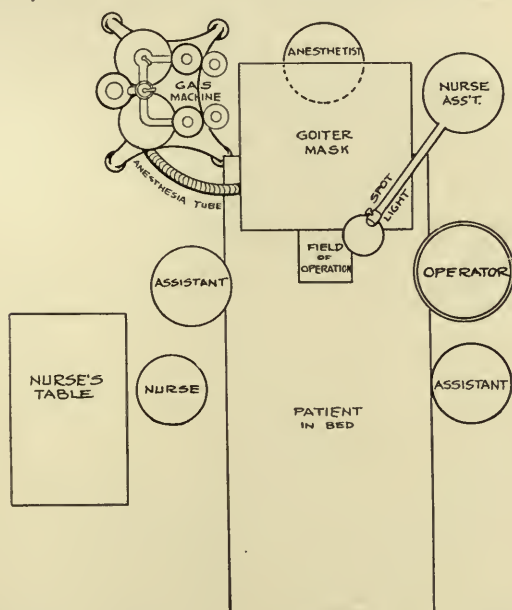 ANESTHETIST
GAS
MACHINE
NURSE
ASS'T.
GOITER
MASK
ANESTHESIA TUBE
SPOT
LIGHT
FIELD
OF
OPERATION
ASSISTANT
OPERATOR
NURSE'S
TABLE
NURSE
ASSISTANT
PATIENT
IN BED